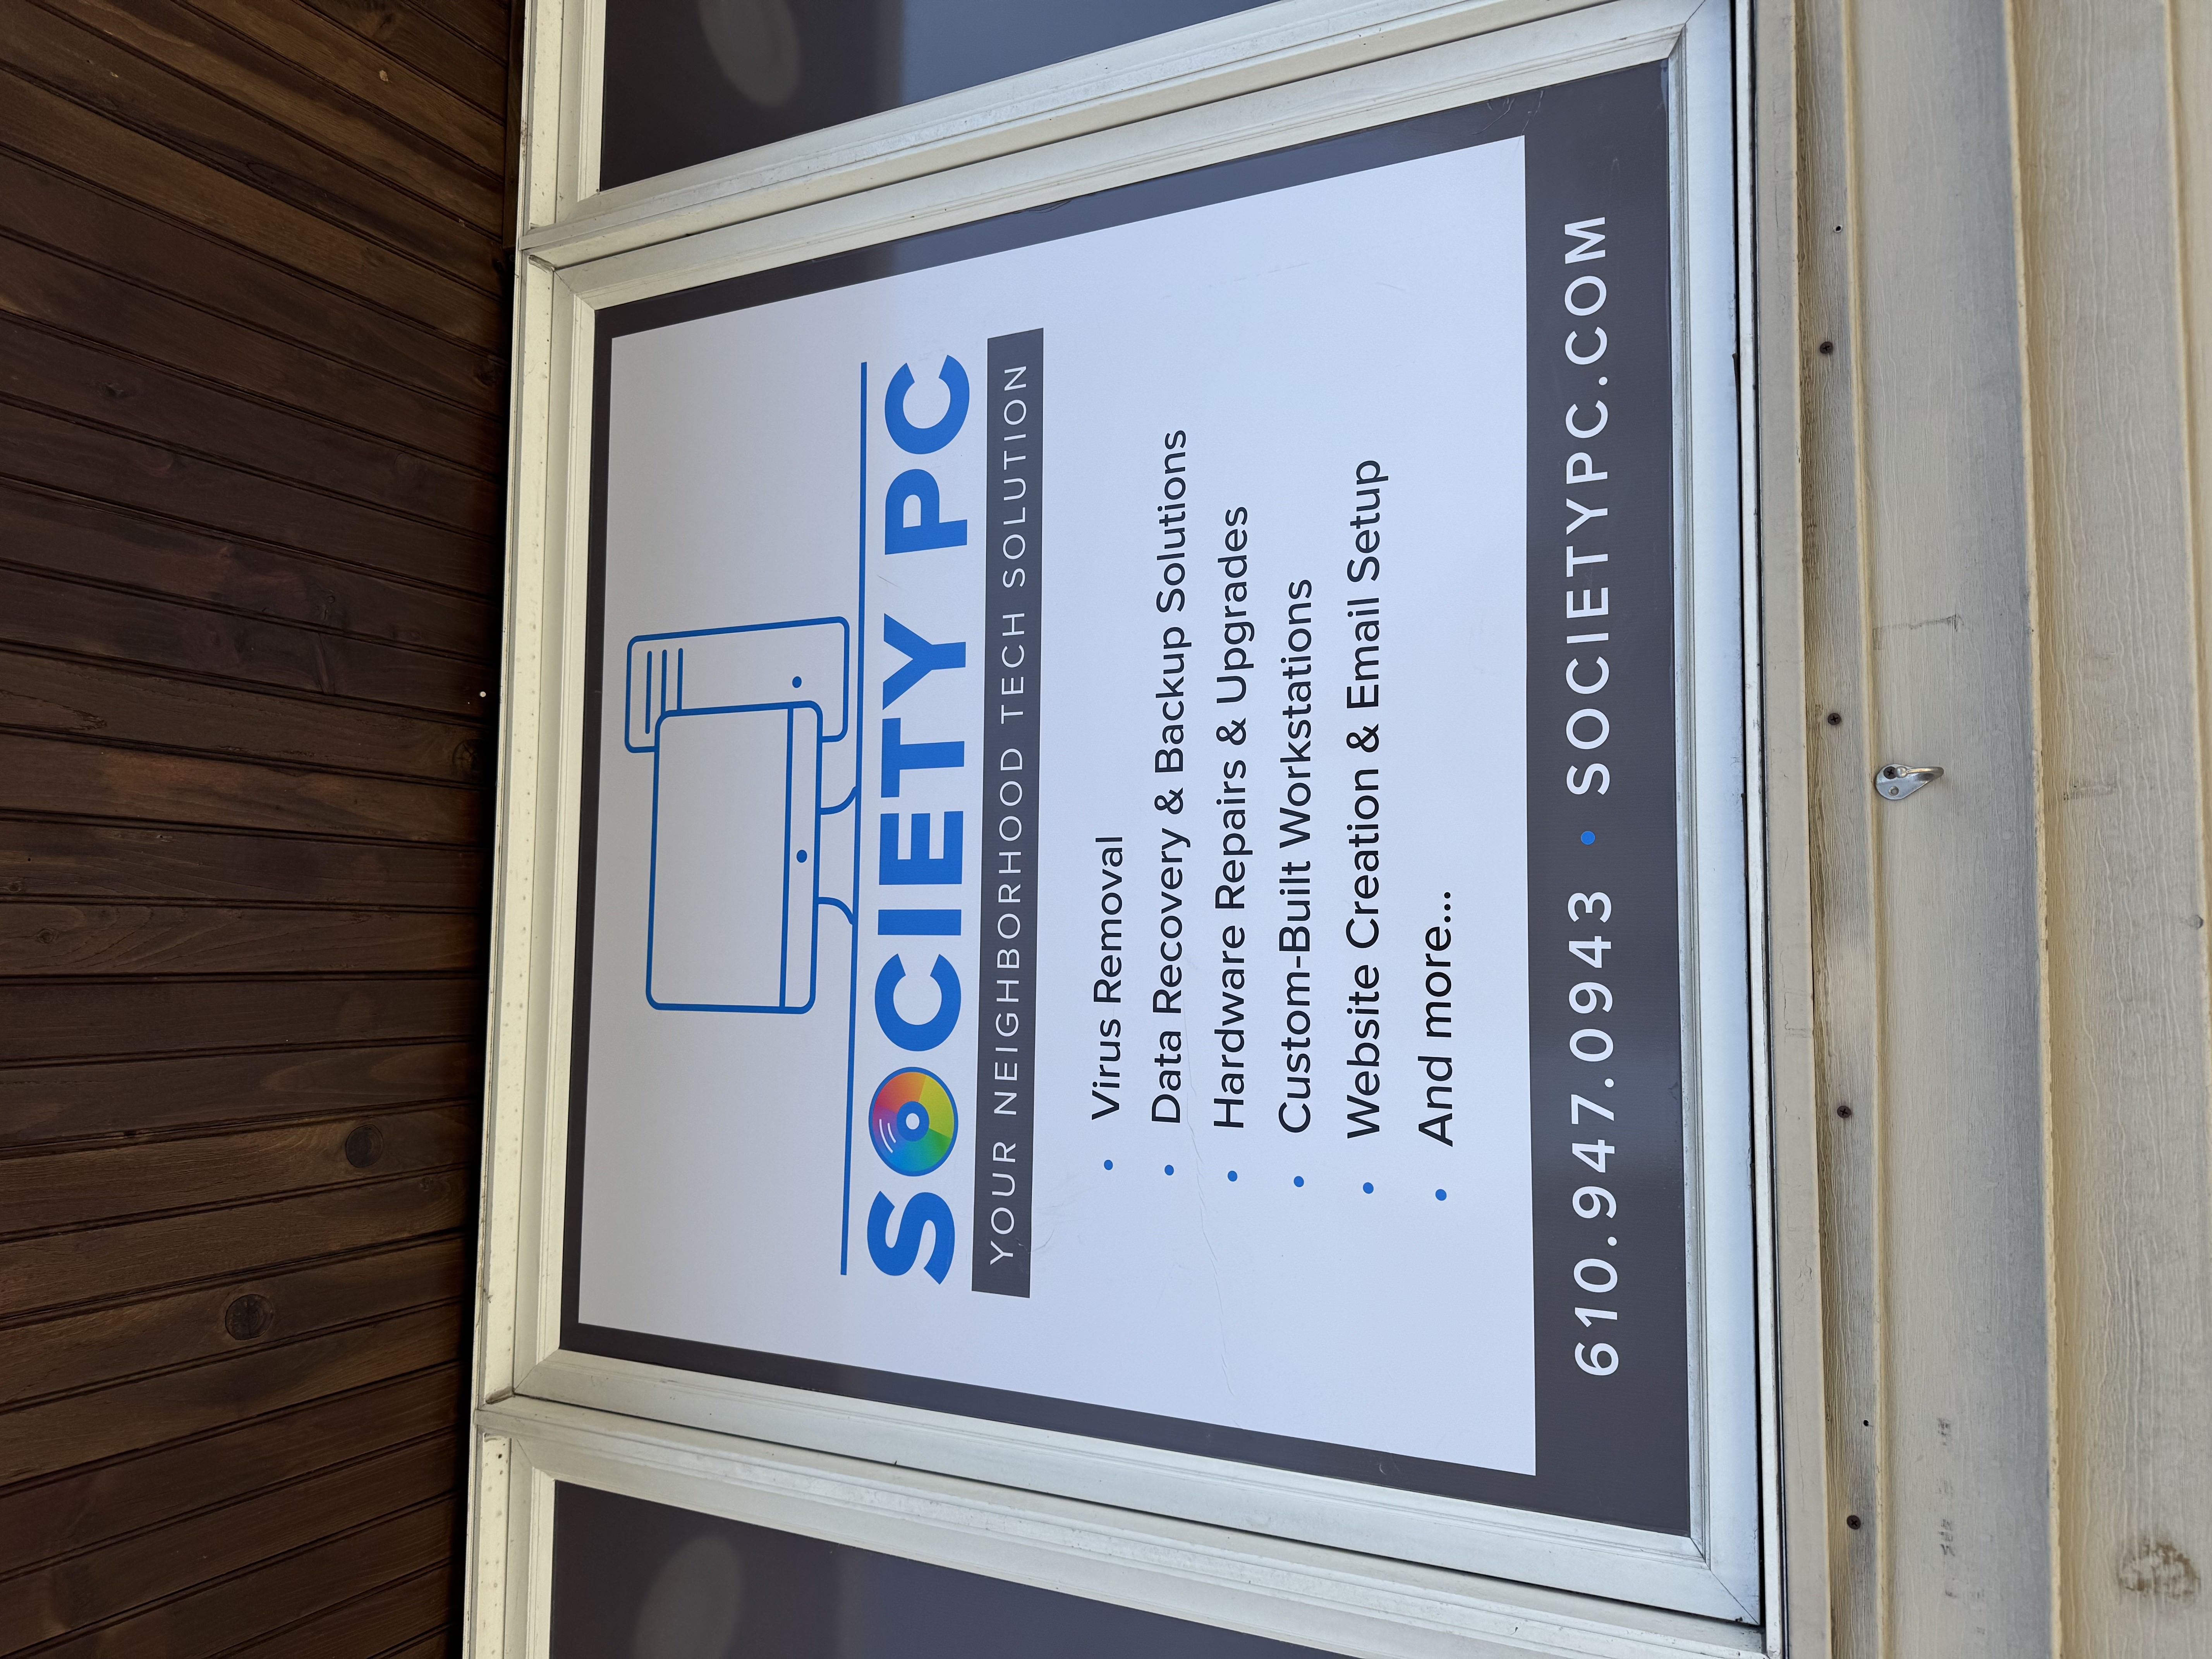 SOCIETY PC
YOUR NEIGHBORHOOD TECH SOLUTION
• Virus Removal
• Data Recovery & Backup Solutions
• Hardware Repairs & Upgrades
• Custom-Built Workstations
• Website Creation & Email Setup
• And more...
610.947.0943 • SOCIETYPC.COM